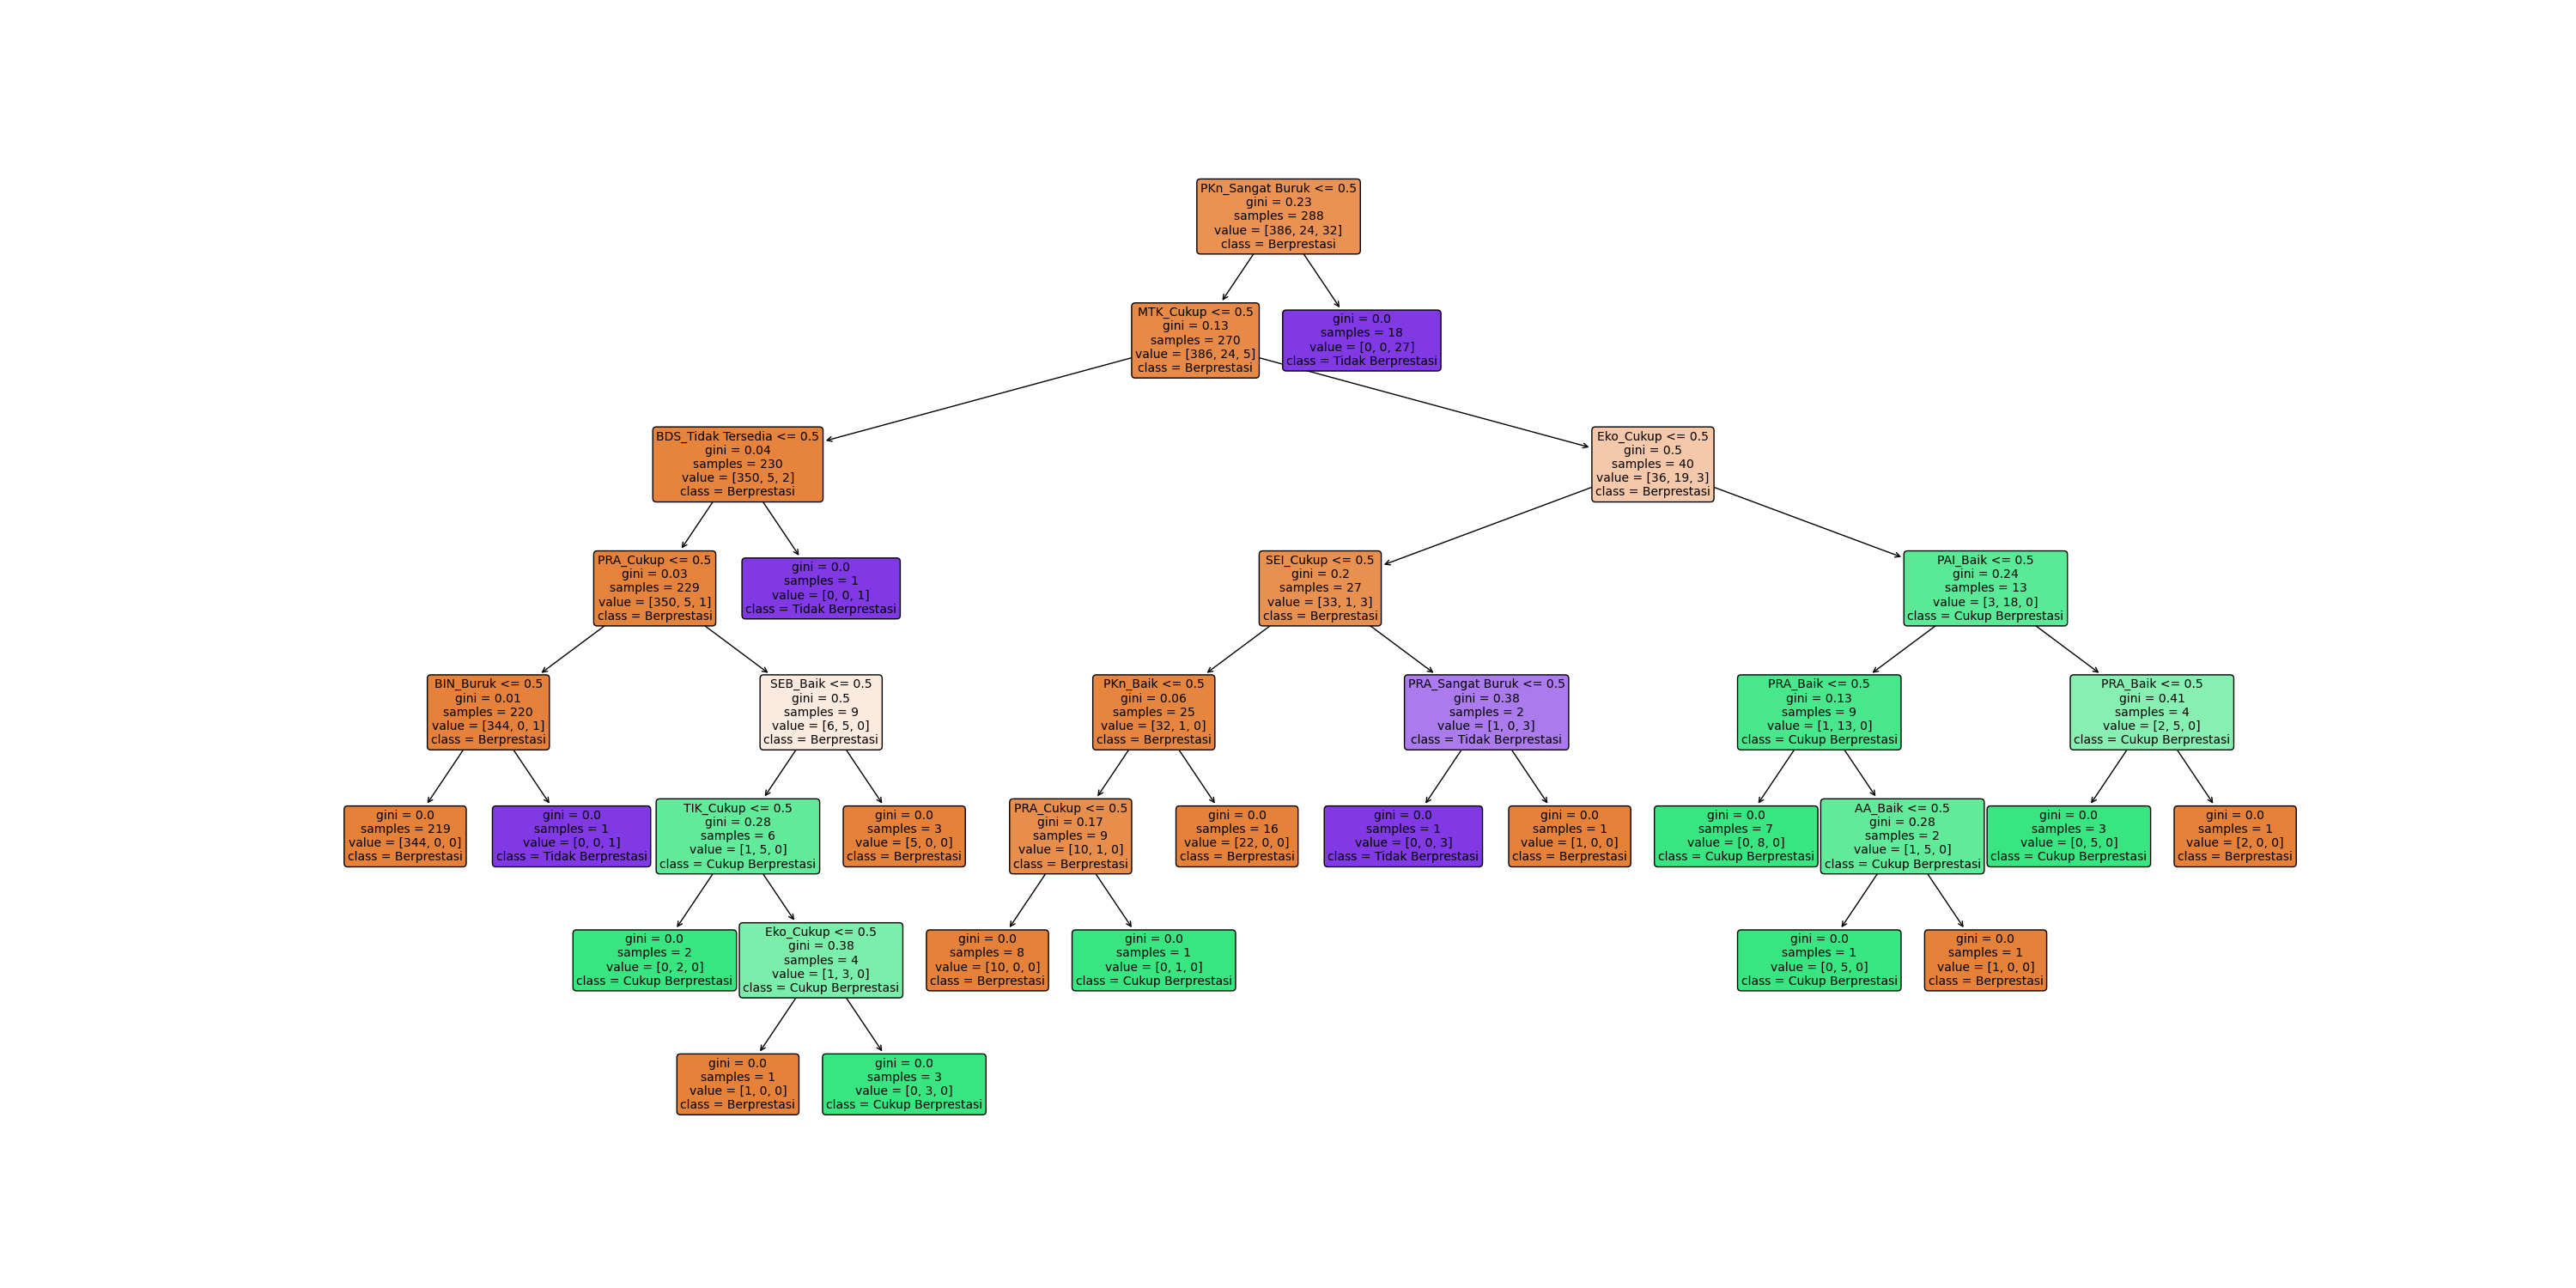 PKn_Sangat Buruk <= 0.5
gini = 0.23
samples = 288
value = [386, 24, 32]
class = Berprestasi
MTK_Cukup <= 0.5
gini = 0.13
samples = 270
value = [386, 24, 5]
class = Berprestasi
gini = 0.0
samples = 18
value = [0, 0, 27]
class = Tidak Berprestasi
BDS_Tidak Tersedia <= 0.5
gini = 0.04
samples = 230
value = [350, 5, 2]
class = Berprestasi
Eko_Cukup <= 0.5
gini = 0.5
samples = 40
value = [36, 19, 3]
class = Berprestasi
PRA_Cukup <= 0.5
gini = 0.03
samples = 229
value = [350, 5, 1]
class = Berprestasi
gini = 0.0
samples = 1
value = [0, 0, 1]
class = Tidak Berprestasi
SEI_Cukup <= 0.5
gini = 0.2
samples = 27
value = [33, 1, 3]
class = Berprestasi
PAI_Baik <= 0.5
gini = 0.24
samples = 13
value = [3, 18, 0]
class = Cukup Berprestasi
BIN_Buruk <= 0.5
gini = 0.01
samples = 220
value = [344, 0, 1]
class = Berprestasi
SEB_Baik <= 0.5
gini = 0.5
samples = 9
value = [6, 5, 0]
class = Berprestasi
PKn_Baik <= 0.5
gini = 0.06
samples = 25
value = [32, 1, 0]
class = Berprestasi
PRA_Sangat Buruk <= 0.5
gini = 0.38
samples = 2
value = [1, 0, 3]
class = Tidak Berprestasi
PRA_Baik <= 0.5
gini = 0.13
samples = 9
value = [1, 13, 0]
class = Cukup Berprestasi
PRA_Baik <= 0.5
gini = 0.41
samples = 4
value = [2, 5, 0]
class = Cukup Berprestasi
gini = 0.0
samples = 219
value = [344, 0, 0]
class = Berprestasi
gini = 0.0
samples = 1
value = [0, 0, 1]
class = Tidak Berprestasi
TIK_Cukup <= 0.5
gini = 0.28
samples = 6
value = [1, 5, 0]
class = Cukup Berprestasi
gini = 0.0
samples = 3
value = [5, 0, 0]
class = Berprestasi
PRA_Cukup <= 0.5
gini = 0.17
samples = 9
value = [10, 1, 0]
class = Berprestasi
gini = 0.0
samples = 16
value = [22, 0, 0]
class = Berprestasi
gini = 0.0
samples = 1
value = [0, 0, 3]
class = Tidak Berprestasi
gini = 0.0
samples = 1
value = [1, 0, 0]
class = Berprestasi
gini = 0.0
samples = 7
value = [0, 8, 0]
class = Cukup Berprestasi
AA_Baik <= 0.5
gini = 0.28
samples = 2
value = [1, 5, 0]
class = Cukup Berprestasi
gini = 0.0
samples = 3
value = [0, 5, 0]
class = Cukup Berprestasi
gini = 0.0
samples = 1
value = [2, 0, 0]
class = Berprestasi
gini = 0.0
samples = 2
value = [0, 2, 0]
class = Cukup Berprestasi
Eko_Cukup <= 0.5
gini = 0.38
samples = 4
value = [1, 3, 0]
class = Cukup Berprestasi
gini = 0.0
samples = 8
value = [10, 0, 0]
class = Berprestasi
gini = 0.0
samples = 1
value = [0, 1, 0]
class = Cukup Berprestasi
gini = 0.0
samples = 1
value = [0, 5, 0]
class = Cukup Berprestasi
gini = 0.0
samples = 1
value = [1, 0, 0]
class = Berprestasi
gini = 0.0
samples = 1
value = [1, 0, 0]
class = Berprestasi
gini = 0.0
samples = 3
value = [0, 3, 0]
class = Cukup Berprestasi